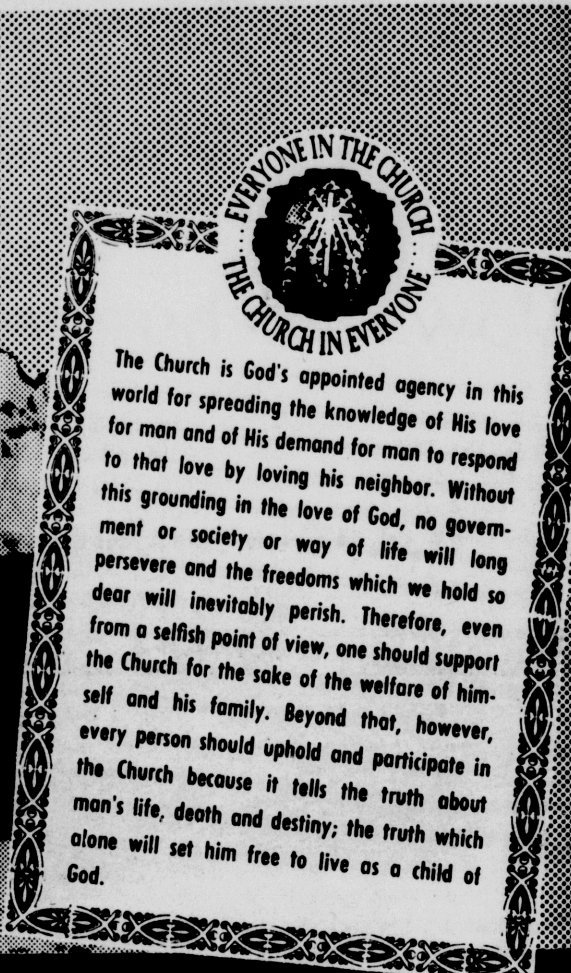 EVERYONE IN THE CHURCH
THE CHURCH IN EVERYONE
The Church is God's appointed agency in this
world for spreading the knowledge of His love
for man and of His demand for man to respond
to that love by loving his neighbor. Without
this grounding in the love of God, no govern-
ment or society or way of life will long
persevere and the freedoms which we hold so
dear will inevitably perish. Therefore, even
from a selfish point of view, one should support
the Church for the sake of the welfare of him-
self and his family. Beyond that, however,
every person should uphold and participate in
the Church because it tells the truth about
man's life, death and destiny; the truth which
alone will set him free to live as a child of
God.